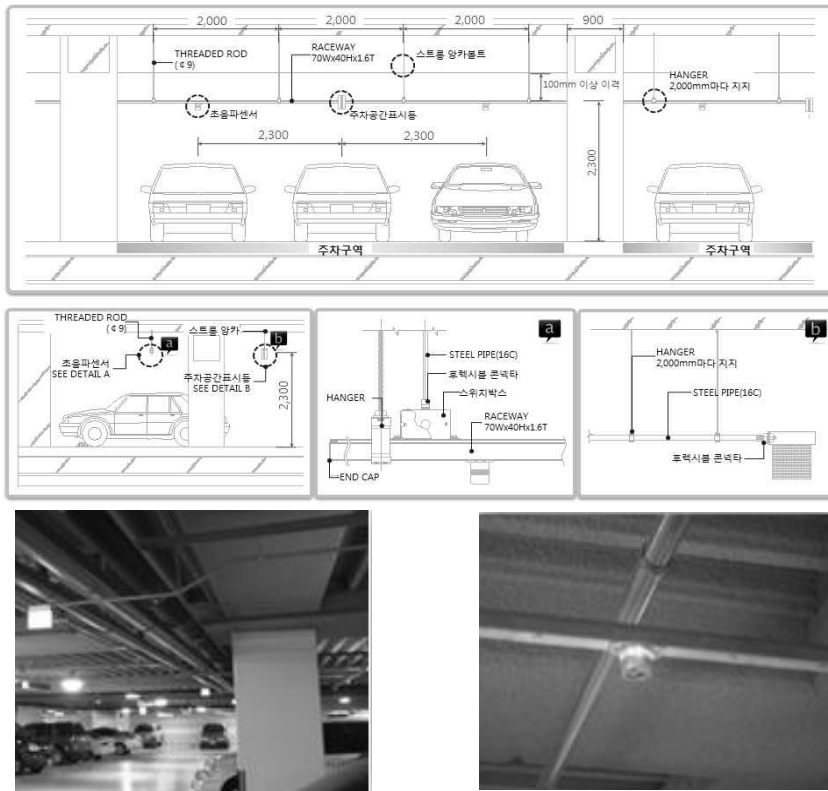 2,000
2,000
2,000
900
THREADED ROD
(¢ 9)
RACEWAY
70Wx40Hx1.6T
스트롱 앙카볼트
100mm 이상 이격
HANGER
2,000mm마다 지지
초음파센서
주차공간표시등
2,300
2,300
2,300
주차구역
주차구역
THREADED ROD
(¢ 9)
스트롱 앙카
a
b
초음파센서
SEE DETAIL A
주차공간표시등
SEE DETAIL B
2,300
a
STEEL PIPE(16C)
후렉시블 콘넥타
스위치박스
HANGER
RACEWAY
70Wx40Hx1.6T
END CAP
b
HANGER
2,000mm마다 지지
STEEL PIPE(16C)
후렉시블 콘넥타